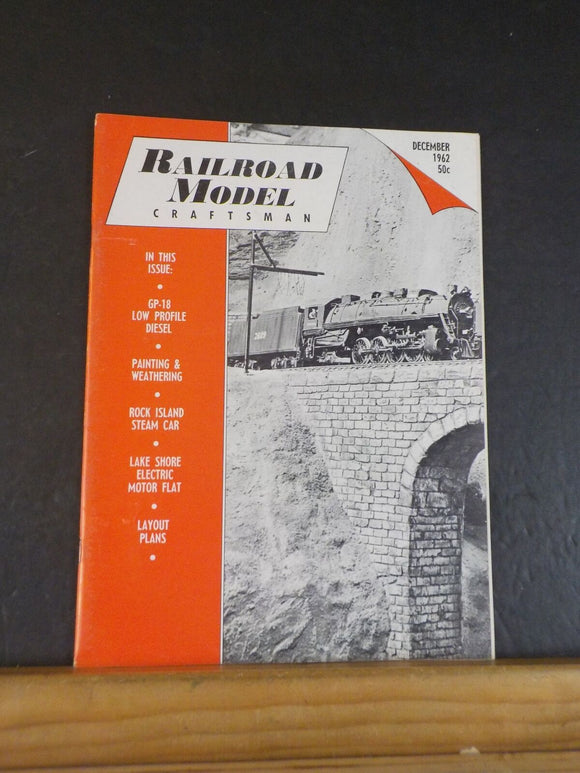 RAILROAD
MODEL
CRAFTSMAN
DECEMBER
1962
50c
IN THIS
ISSUE:
•
GP-18
LOW PROFILE
DIESEL
•
PAINTING &
WEATHERING
•
ROCK ISLAND
STEAM CAR
•
LAKE SHORE
ELECTRIC
MOTOR FLAT
•
LAYOUT
PLANS
•